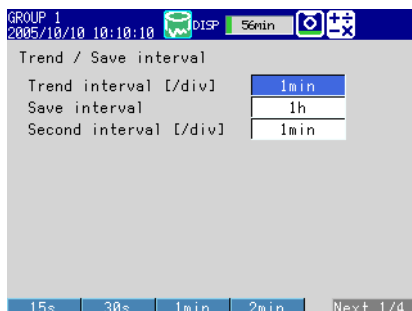 GROUP 1
2005/10/10 10:10:10 DISP 56min
Trend / Save interval
Trend interval [/div] 1min
Save interval 1h
Second interval [/div] 1min
15s 30s 1min 2min Next 1/4